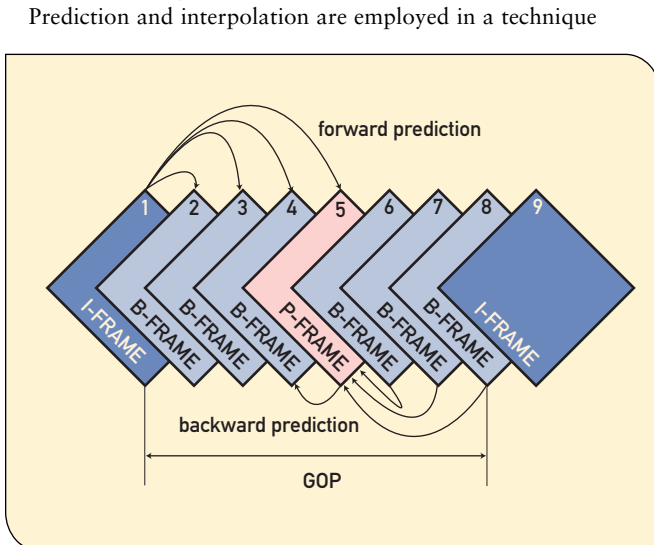 Prediction and interpolation are employed in a technique
forward prediction
1
2
3
4
5
6
7
8
9
I-FRAME
B-FRAME
B-FRAME
B-FRAME
P-FRAME
B-FRAME
B-FRAME
B-FRAME
I-FRAME
backward prediction
GOP